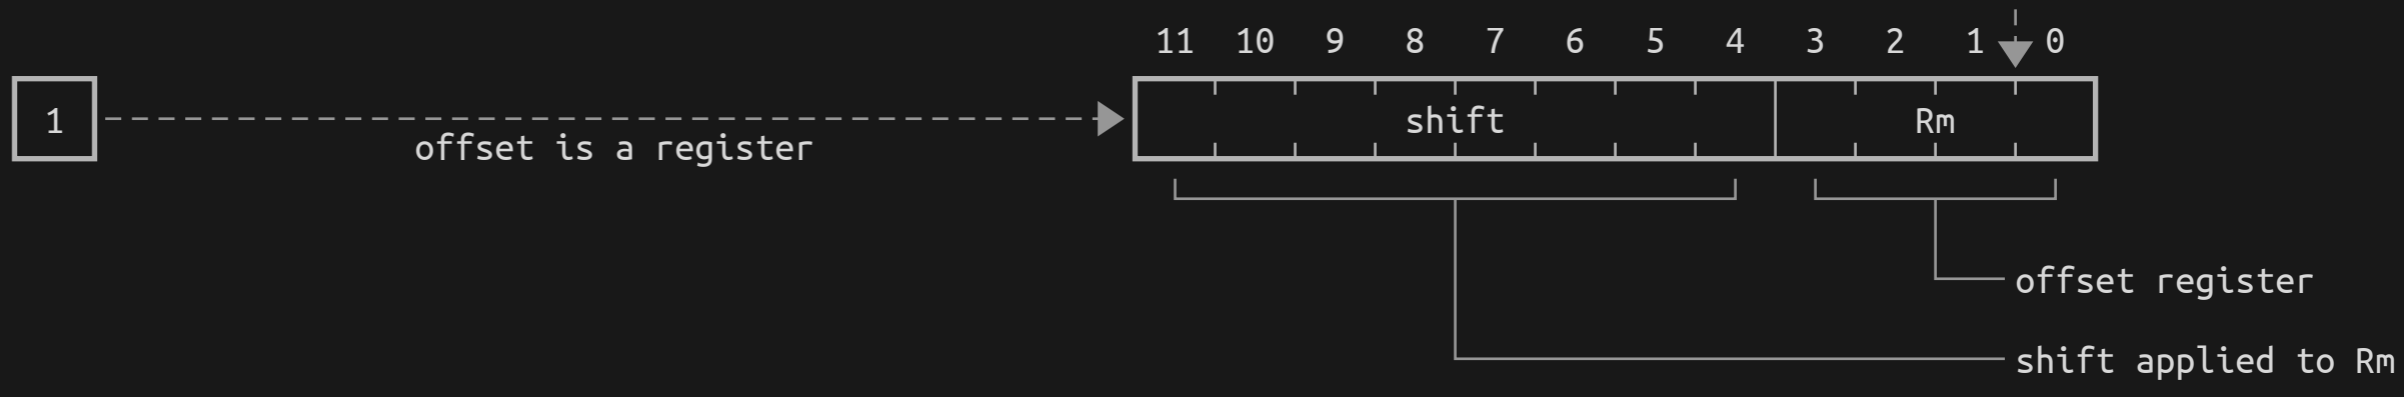 11 10 9 8 7 6 5 4 3 2 1 0
1 shift Rm
offset is a register
offset register
shift applied to Rm